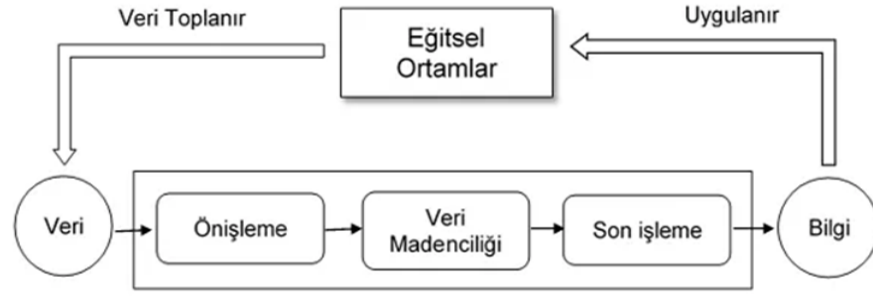 Veri Toplanır
Eğitsel
Ortamlar
Uygulanır
Veri
Önişleme
Veri
Madenciliği
Son işleme
Bilgi